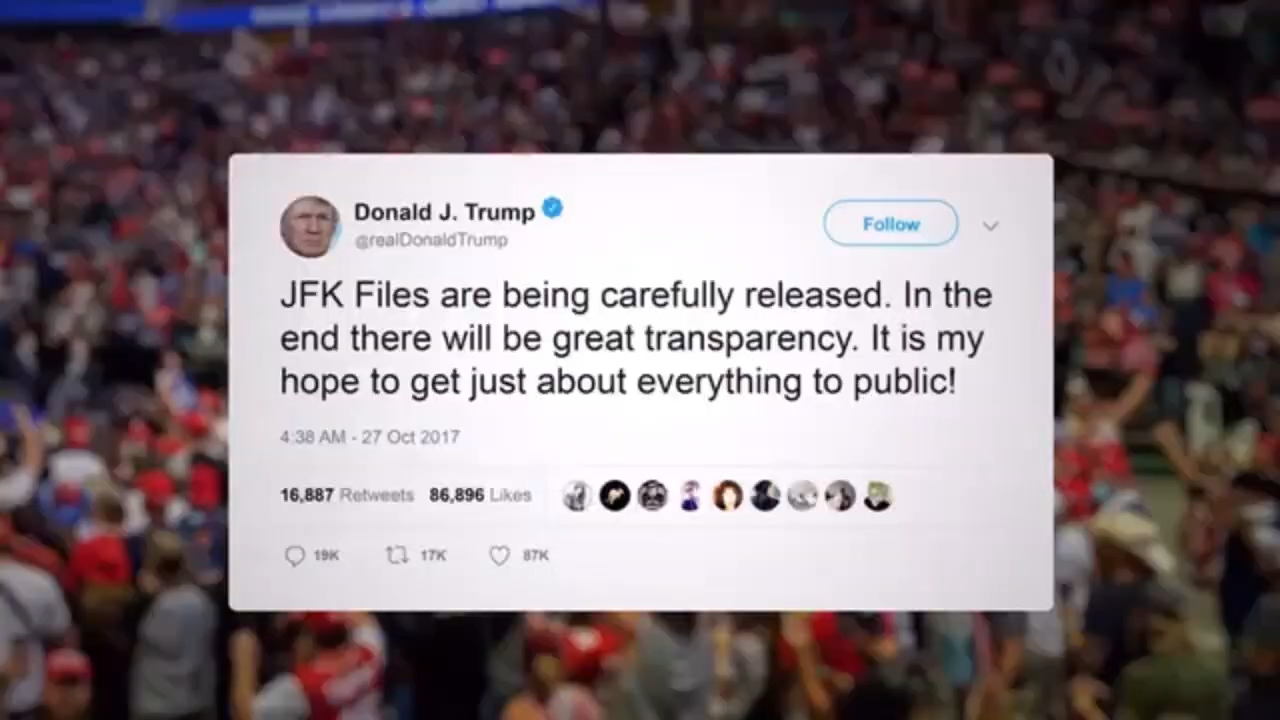 Donald J. Trump
@realDonaldTrump
Follow
JFK Files are being carefully released. In the
end there will be great transparency. It is my
hope to get just about everything to public!
4:38 AM - 27 Oct 2017
16,887 Retweets 86,896 Likes
19K 17K 87K